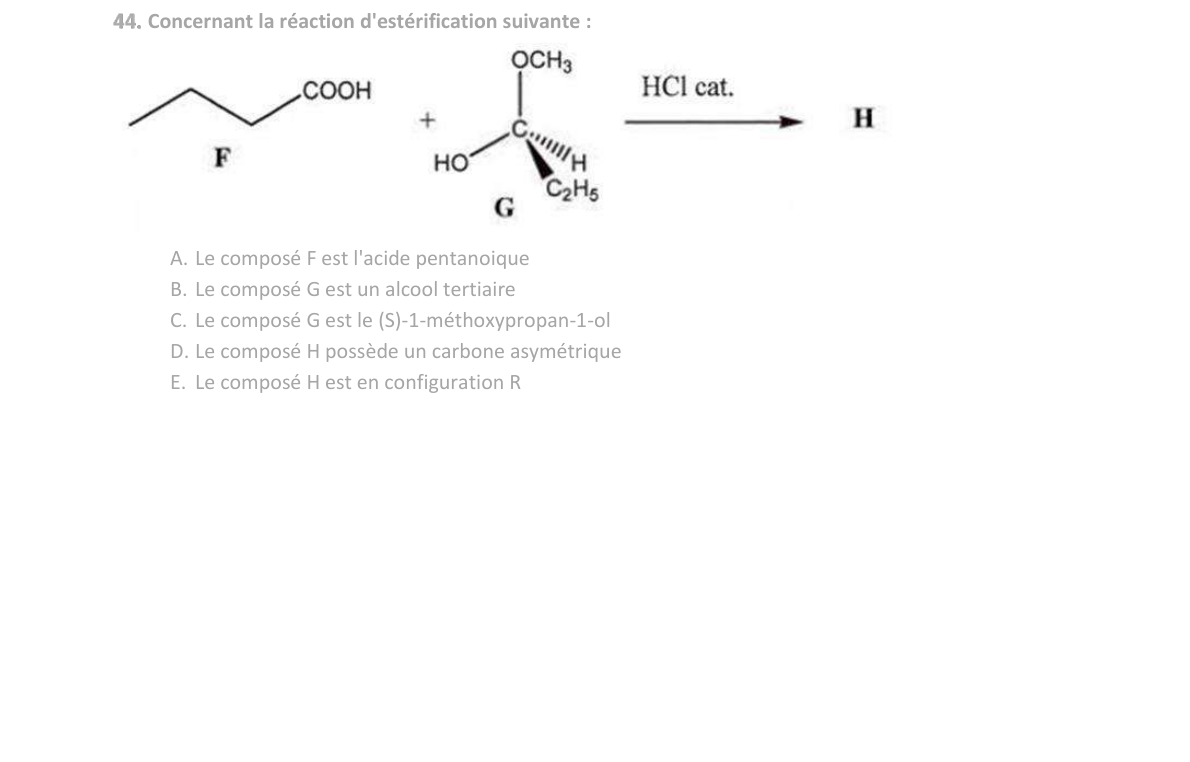 44. Concernant la réaction d'estérification suivante :
OCH₃
COOH
HCl cat.
+
C
H
HO
H
F
C₂H₅
G
A. Le composé F est l'acide pentanoique
B. Le composé G est un alcool tertiaire
C. Le composé G est le (S)-1-méthoxypropan-1-ol
D. Le composé H possède un carbone asymétrique
E. Le composé H est en configuration R